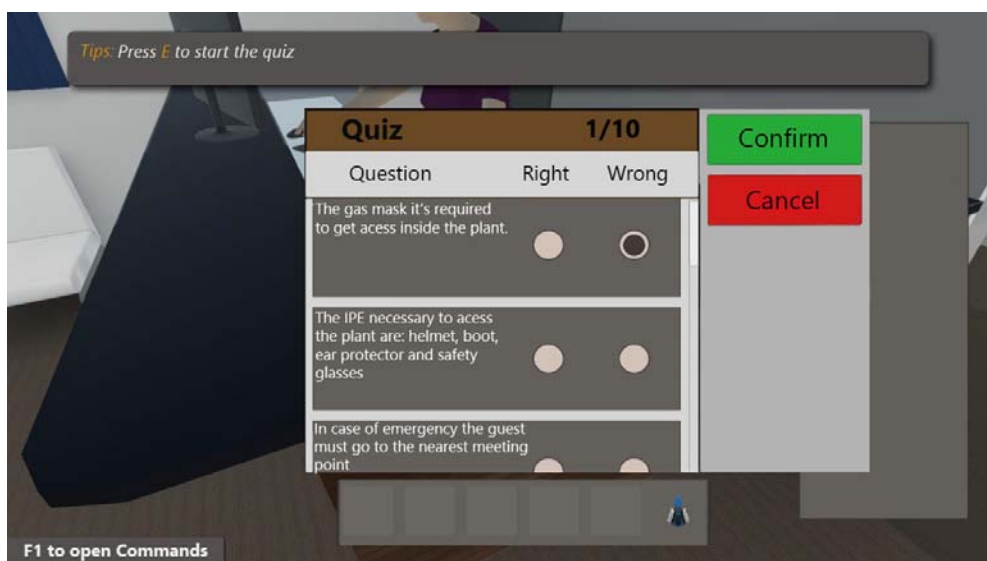 Tips: Press E to start the quiz
Quiz 1/10
Confirm
Question Right Wrong
Cancel
The gas mask it's required
to get acess inside the plant.
The IPE necessary to acess
the plant are: helmet, boot,
ear protector and safety
glasses
In case of emergency the guest
must go to the nearest meeting
point
F1 to open Commands